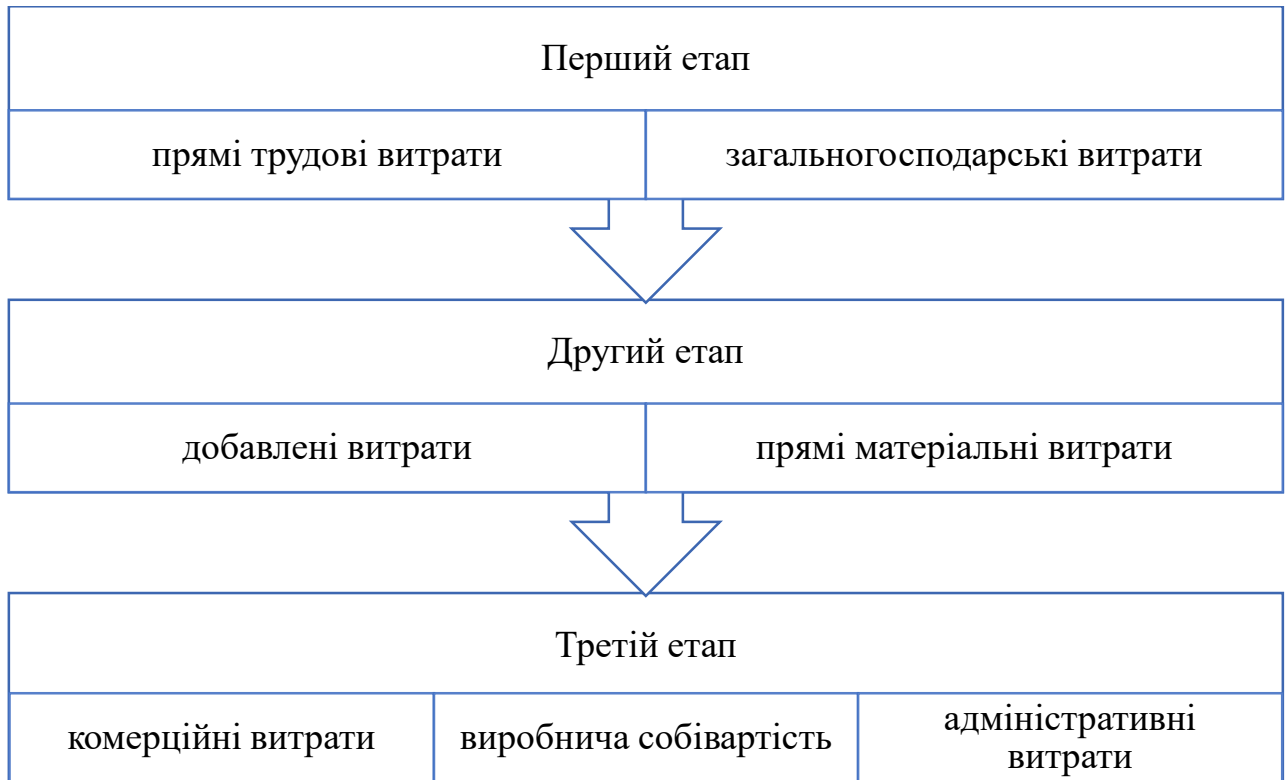 Перший етап
прямі трудові витрати
загальногосподарські витрати
Другий етап
добавлені витрати
прямі матеріальні витрати
Третій етап
комерційні витрати
виробнича собівартість
адміністративні
витрати